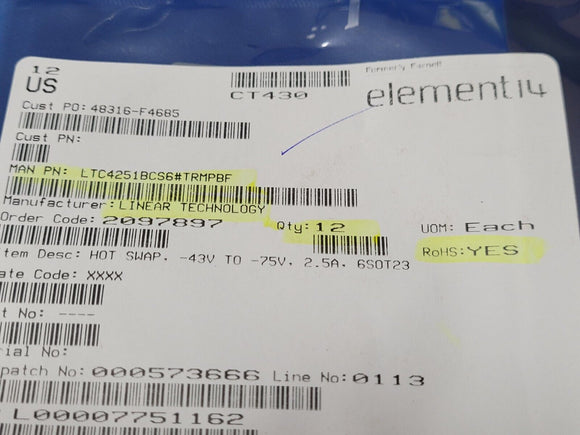 12
US
Formerly Farnell
CT430
element14
Cust PO: 48316-F4685
Cust PN:
MAN PN: LTC4251BCS6#TRMPBF
Manufacturer: LINEAR TECHNOLOGY
Order Code: 2097897 Qty: 12 UOM: Each
tem Desc: HOT SWAP, -43V TO -75V, 2.5A, 6SOT23 RoHS: YES
ate Code: XXXX
t No: ----
rial No:
patch No: 000573666 Line No: 0113
L00007751162